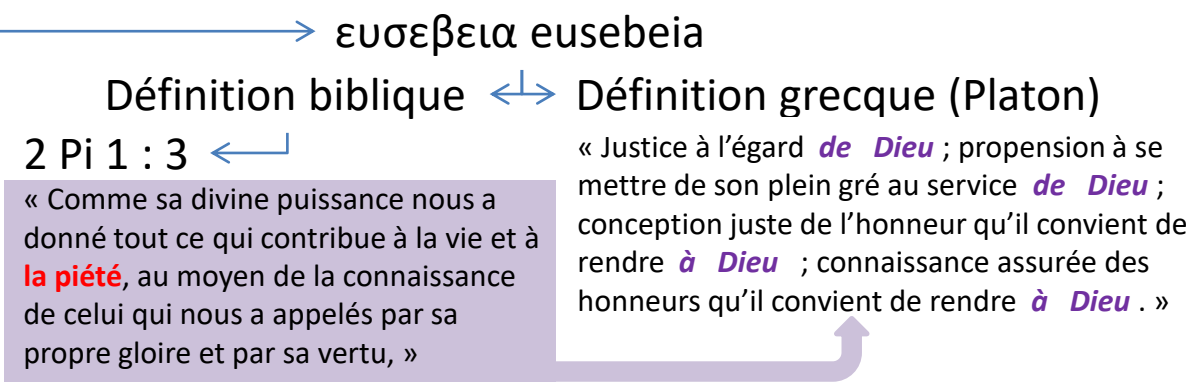 ευσεβεια eusebeia
Définition biblique
Définition grecque (Platon)
2 Pi 1 : 3
« Comme sa divine puissance nous a
donné tout ce qui contribue à la vie et à
la piété, au moyen de la connaissance
de celui qui nous a appelés par sa
propre gloire et par sa vertu, »
« Justice à l’égard de Dieu ; propension à se
mettre de son plein gré au service de Dieu ;
conception juste de l’honneur qu’il convient de
rendre à Dieu ; connaissance assurée des
honneurs qu’il convient de rendre à Dieu . »